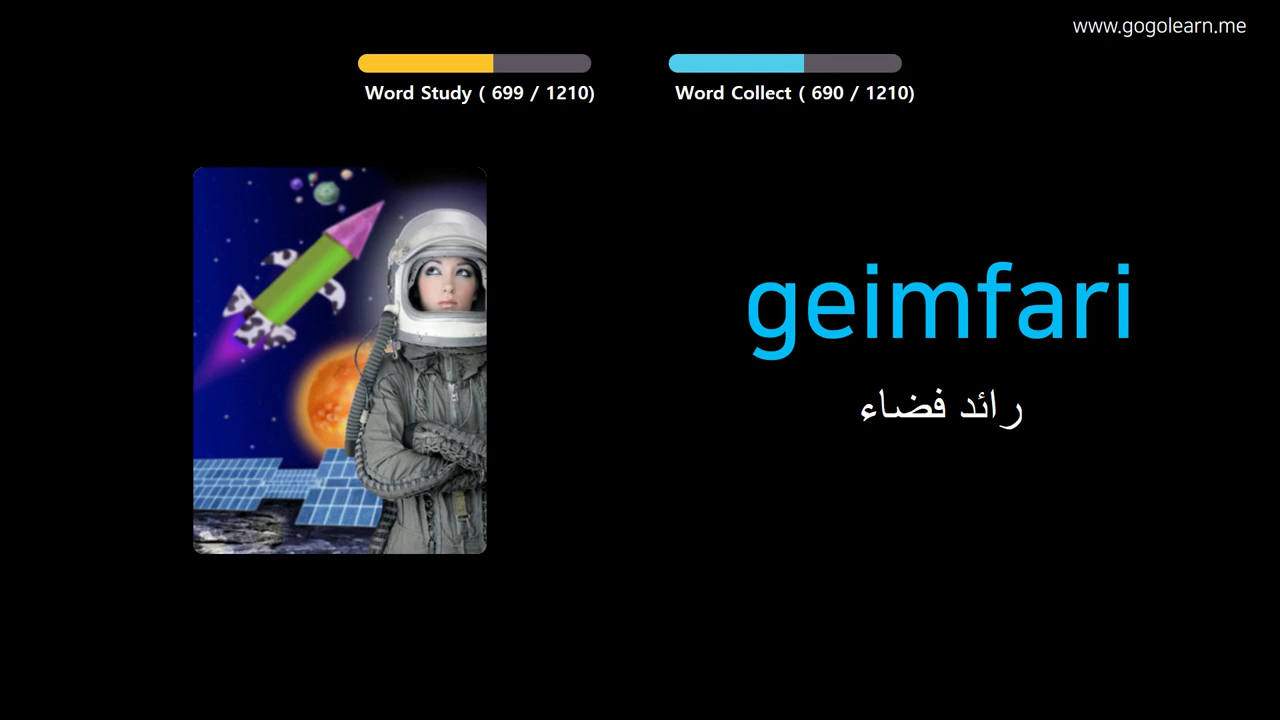 www.gogolearn.me
Word Study ( 699 / 1210)
Word Collect ( 690 / 1210)
geimfari
رائد فضاء